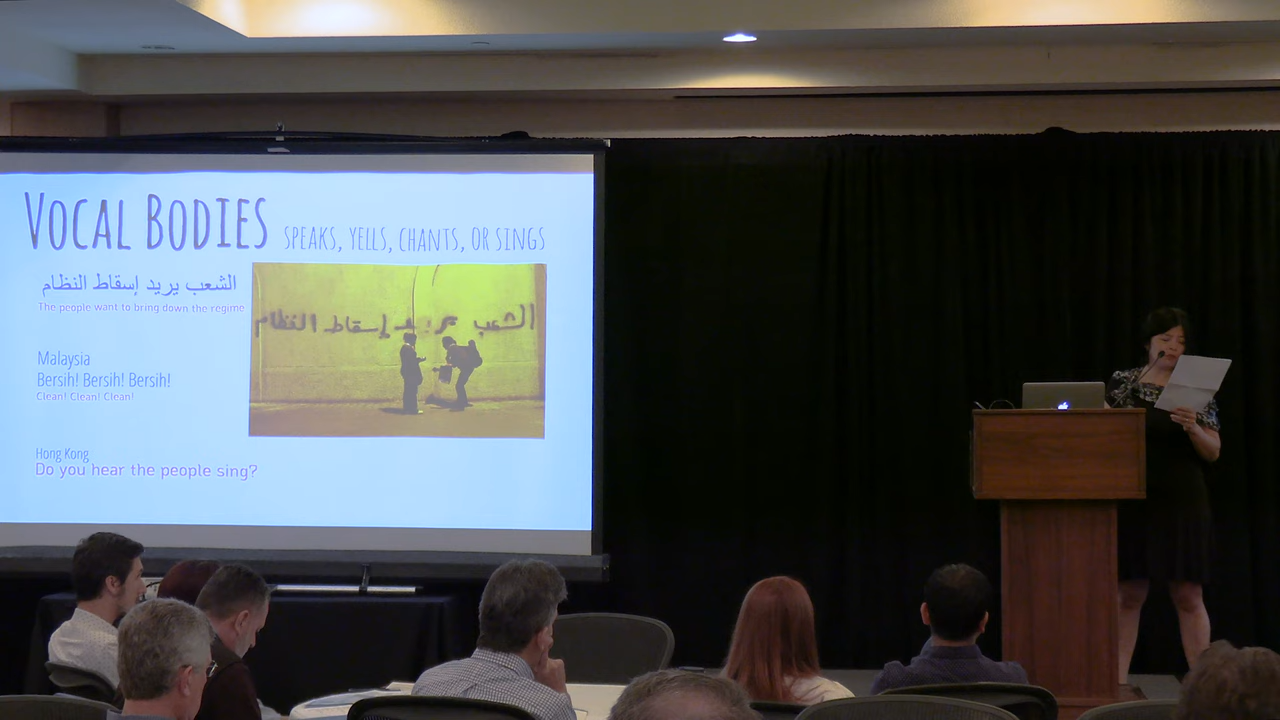 VOCAL BODIES SPEAKS, YELLS, CHANTS, OR SINGS
الشعب يريد إسقاط النظام
The people want to bring down the regime
الشعب يريد إسقاط النظام
Malaysia
Bersih! Bersih! Bersih!
Clean! Clean! Clean!
Hong Kong
Do you hear the people sing?